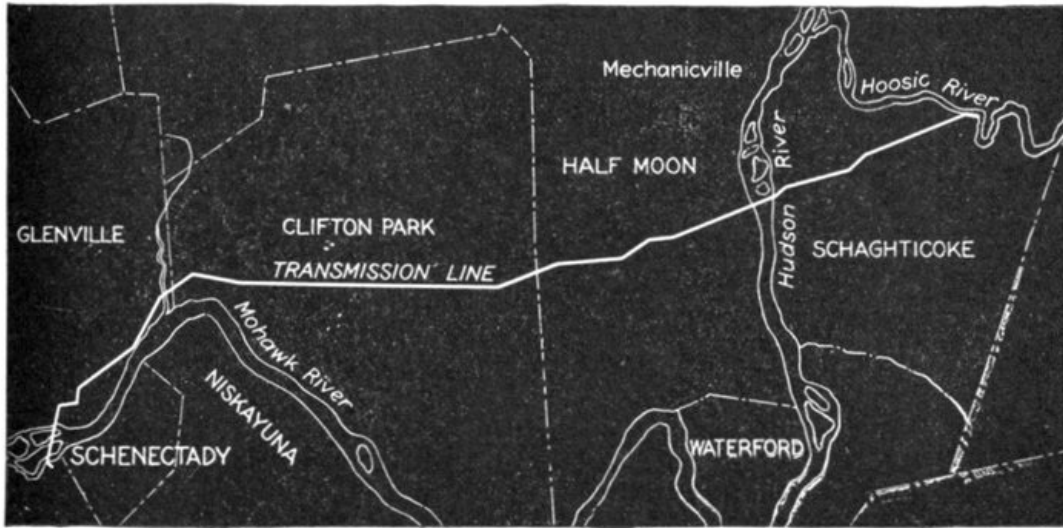 Mechanicville
Hoosic River
HALF MOON
Hudson River
GLENVILLE
CLIFTON PARK
SCHAGHTICOKE
TRANSMISSION LINE
Mohawk River
NISKAYUNA
SCHENECTADY
WATERFORD